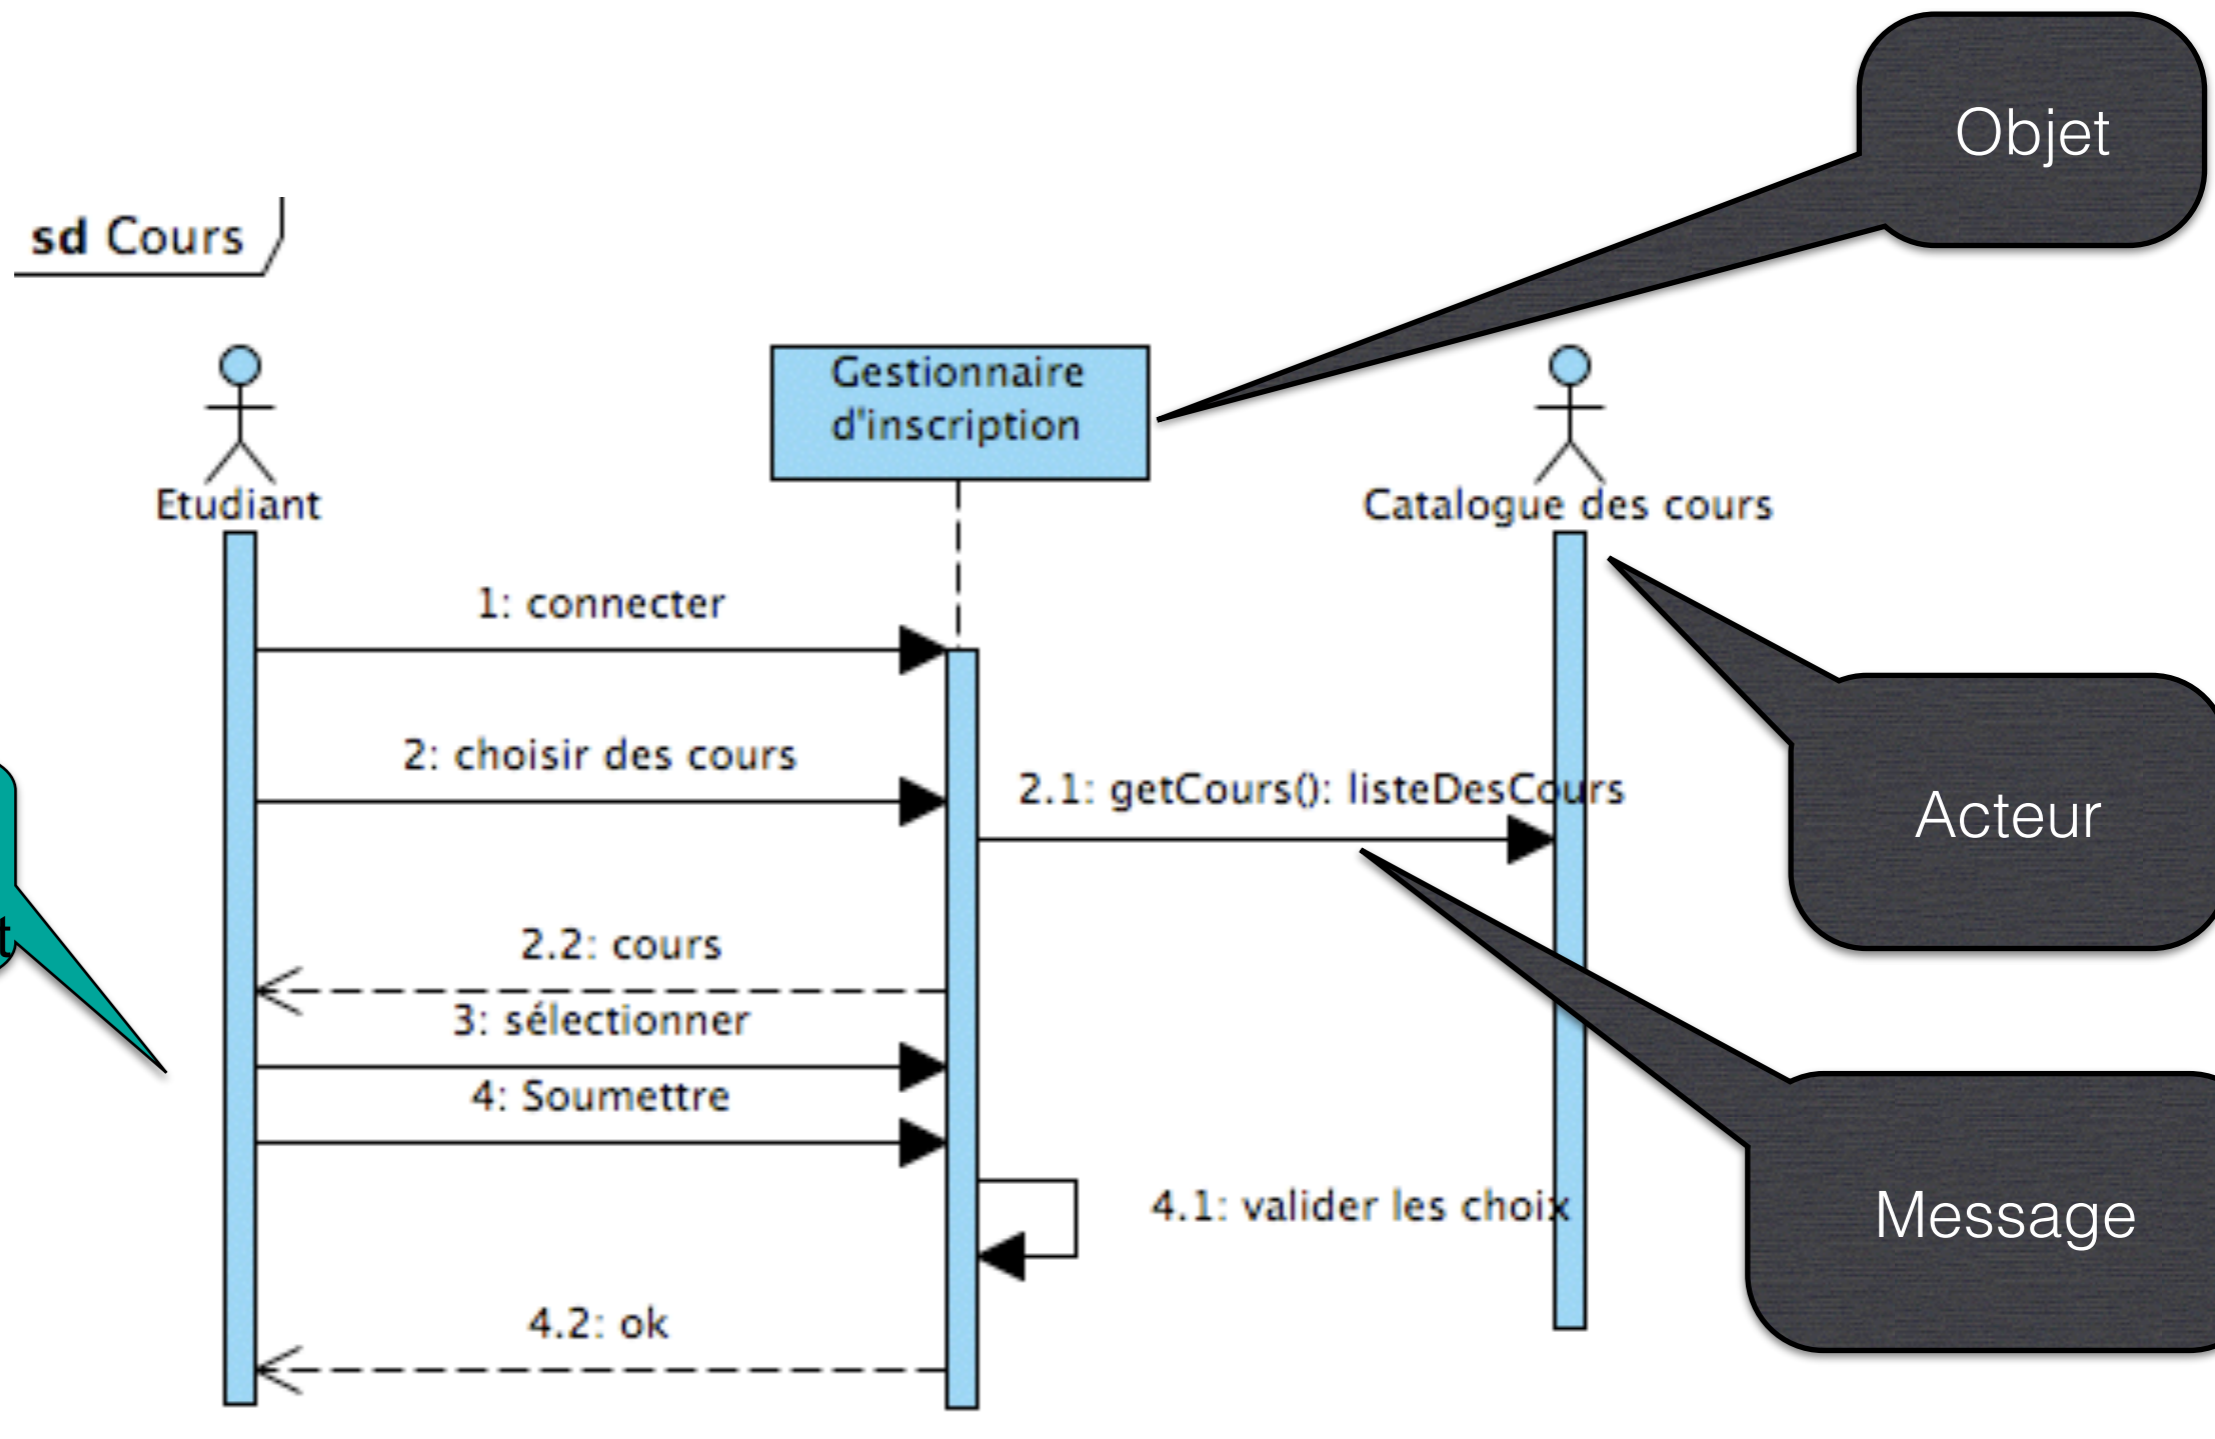 Objet
sd Cours
Gestionnaire
d'inscription
Etudiant
Catalogue des cours
1: connecter
2: choisir des cours
2.1: getCours(): listeDesCours
Acteur
t
2.2: cours
3: sélectionner
4: Soumettre
4.1: valider les choix
Message
4.2: ok